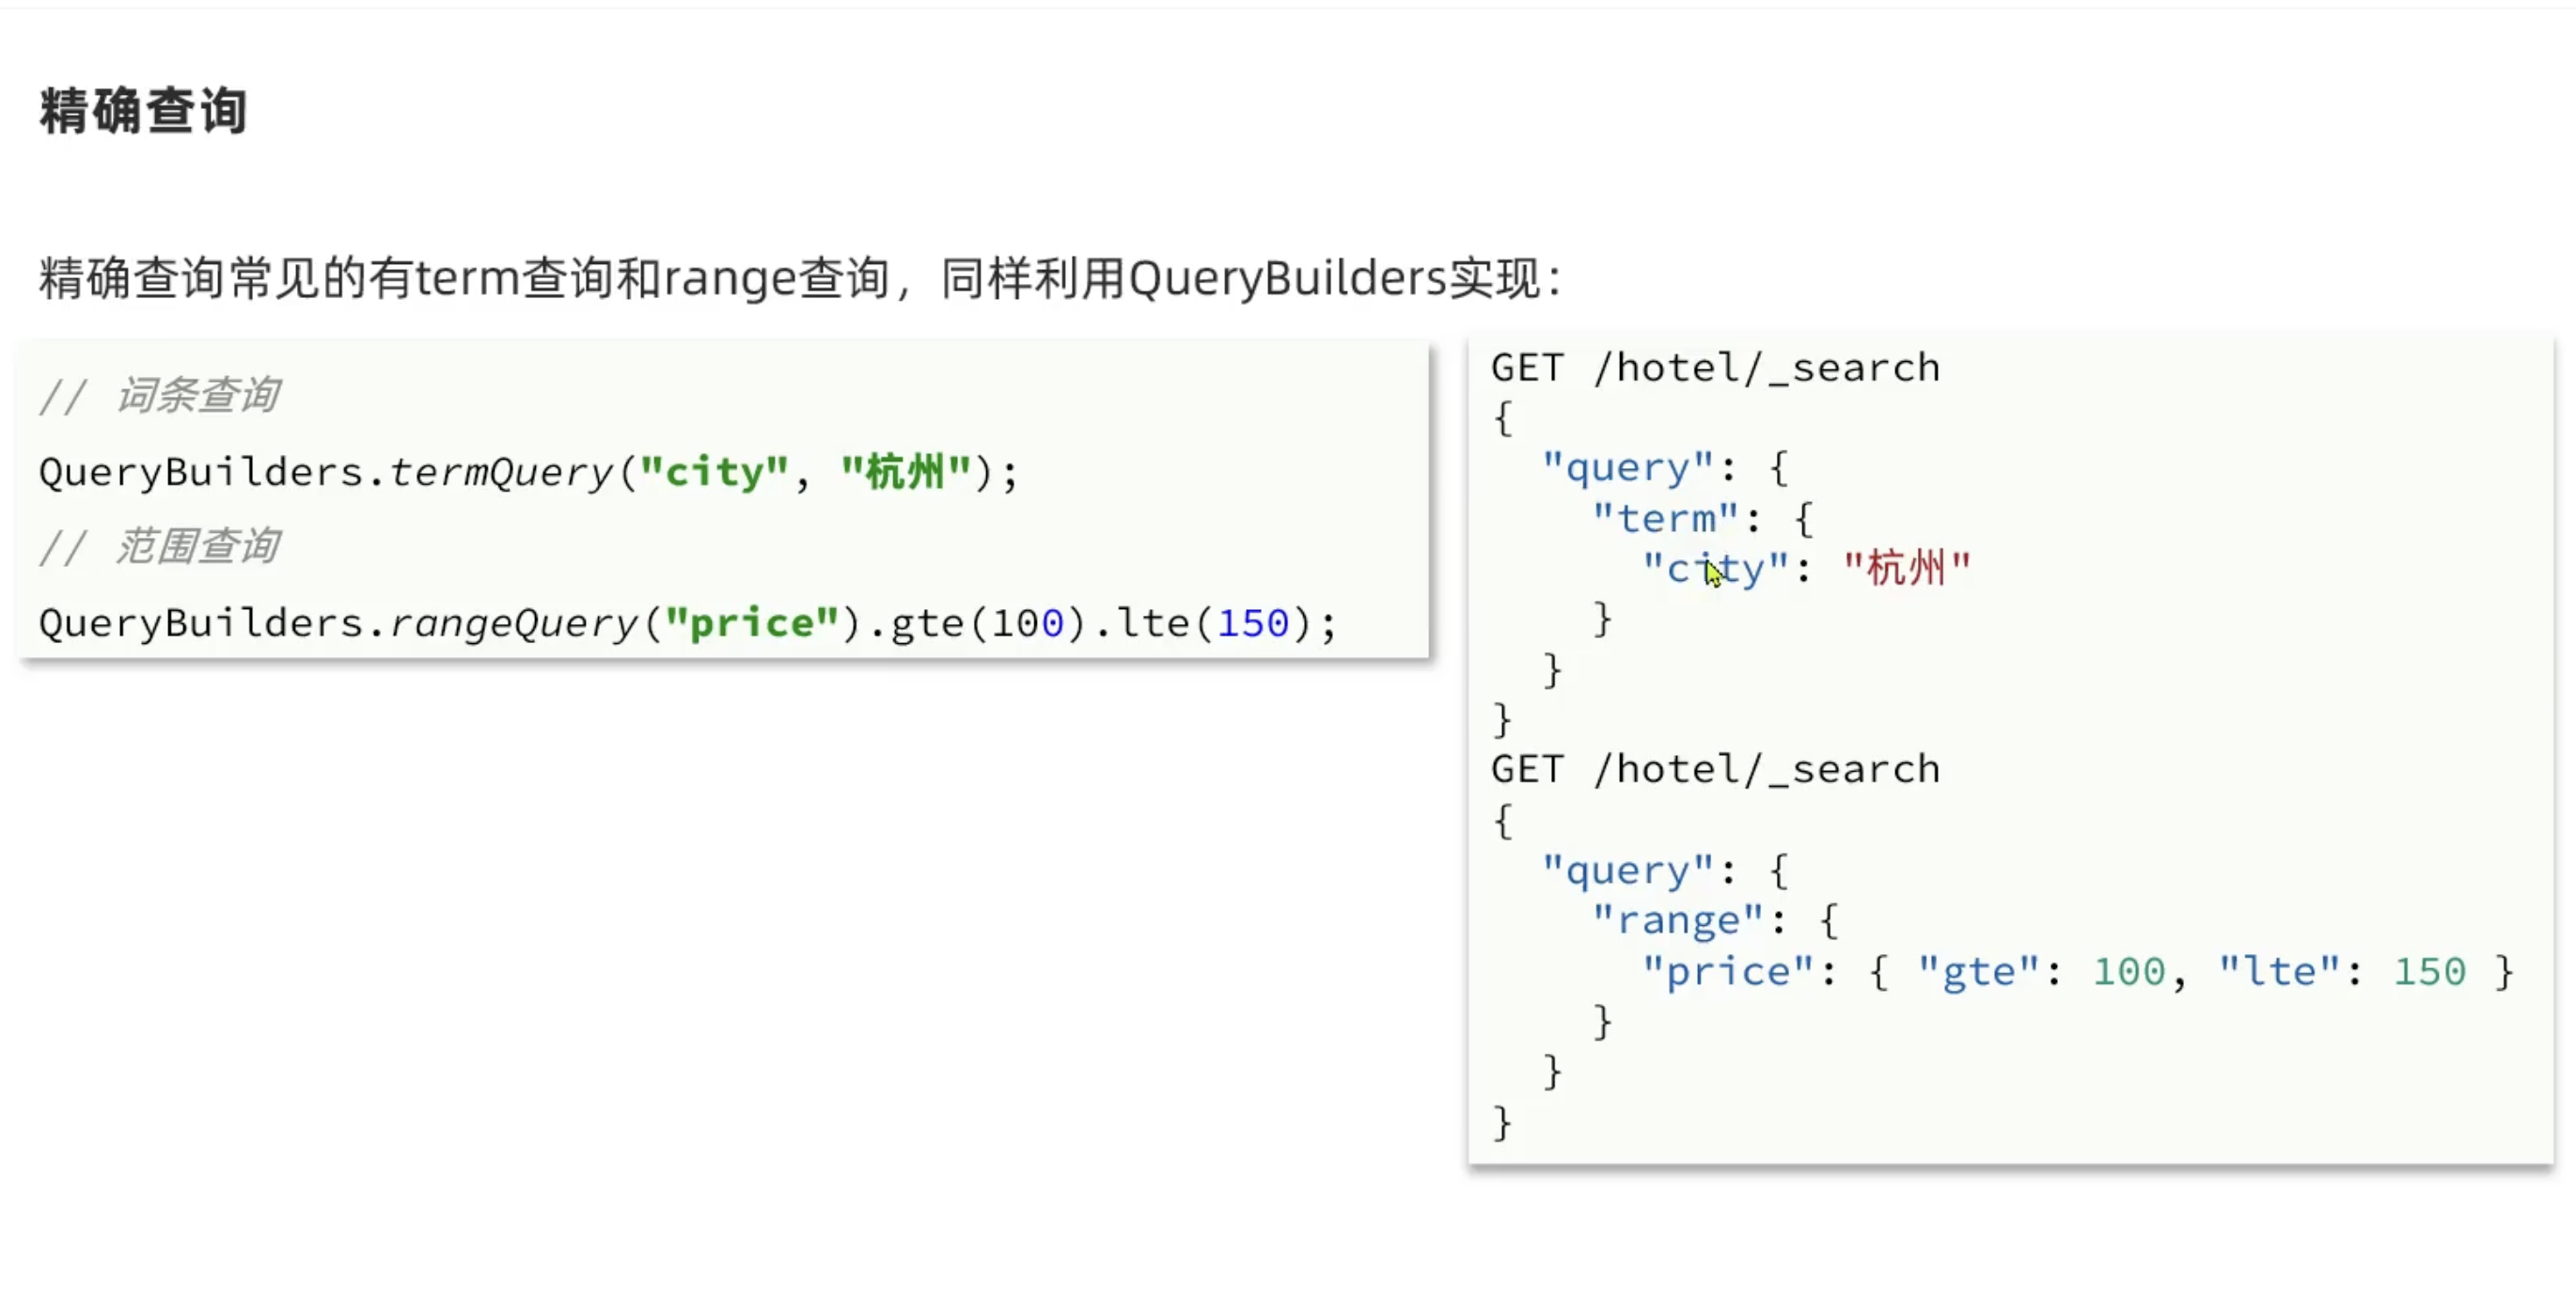 精确查询
精确查询常见的有term查询和range查询，同样利用QueryBuilders实现：
// 词条查询
QueryBuilders.termQuery("city", "杭州");
// 范围查询
QueryBuilders.rangeQuery("price").gte(100).lte(150);
GET /hotel/_search
{
  "query": {
    "term": {
      "city": "杭州"
    }
  }
}
GET /hotel/_search
{
  "query": {
    "range": {
      "price": { "gte": 100, "lte": 150 }
    }
  }
}